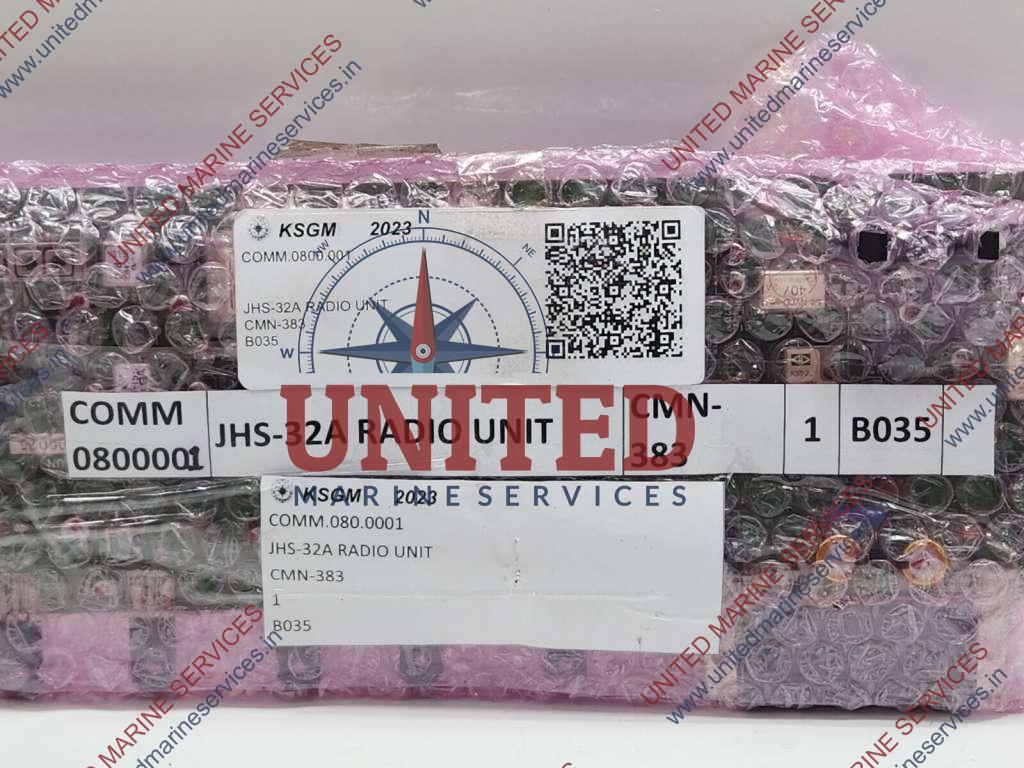 UNITED MARINE SERVICES
www.unitedmarineservices.in
KSGM 2023
COMM.0800.001
JHS-32A RADIO UNIT
CMN-383
B035
N
NE
NW
W
E
UNITED
MARINE SERVICES
COMM
0800001
JHS-32A RADIO UNIT
CMN-
383
1
B035
KSGM 2023
COMM.080.0001
JHS-32A RADIO UNIT
CMN-383
1
B035